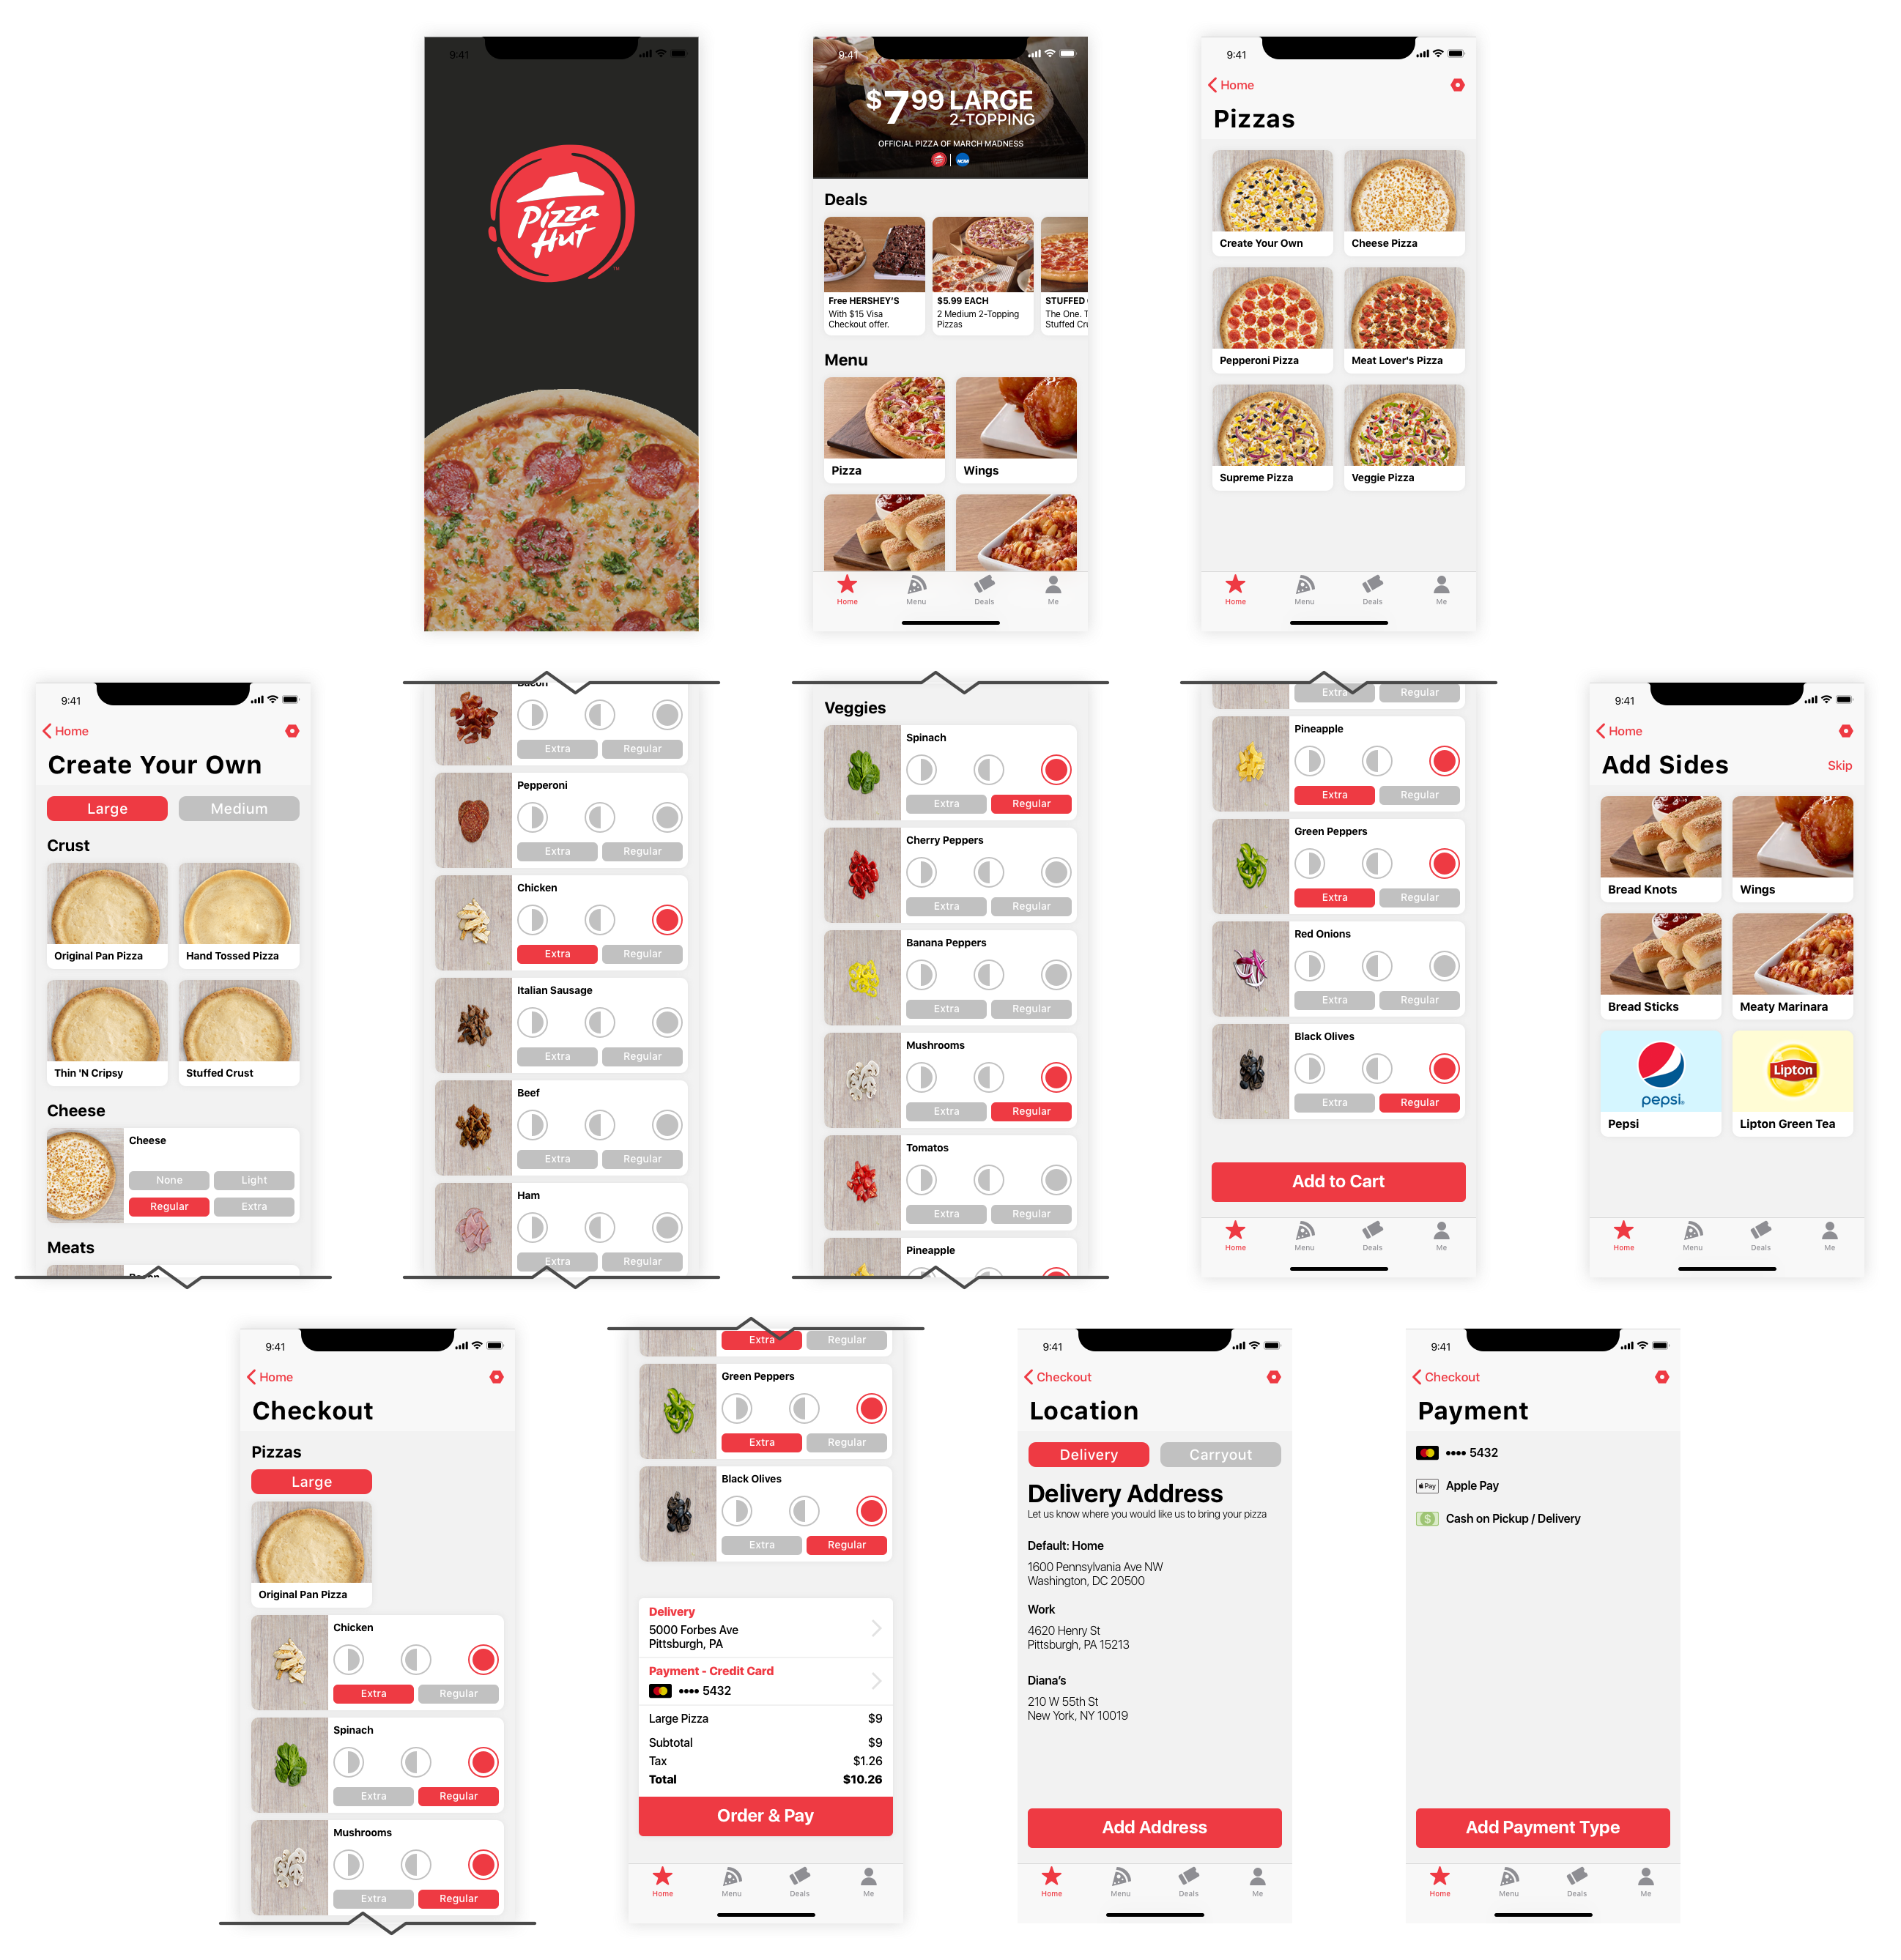 9:41
Pizza
Hut
TM
9:41
$7.99 LARGE
2-TOPPING
OFFICIAL PIZZA OF MARCH MADNESS
NCAA
Deals
Free HERSHEY'S
With $15 Visa
Checkout offer.
$5.99 EACH
2 Medium 2-Topping
Pizzas
STUFFED
The One. T
Stuffed Cru
Menu
Pizza
Wings
Home
Menu
Deals
Me
9:41
Home
Pizzas
Create Your Own
Cheese Pizza
Pepperoni Pizza
Meat Lover's Pizza
Supreme Pizza
Veggie Pizza
Home
Menu
Deals
Me
9:41
Home
Create Your Own
Large
Medium
Crust
Original Pan Pizza
Hand Tossed Pizza
Thin 'N Cripsy
Stuffed Crust
Cheese
Cheese
None
Light
Regular
Extra
Meats
Bacon
Bacon
Extra
Regular
Pepperoni
Extra
Regular
Chicken
Extra
Regular
Italian Sausage
Extra
Regular
Beef
Extra
Regular
Ham
Extra
Regular
Veggies
Spinach
Extra
Regular
Cherry Peppers
Extra
Regular
Banana Peppers
Extra
Regular
Mushrooms
Extra
Regular
Tomatos
Extra
Regular
Pineapple
Extra
Regular
Pineapple
Extra
Regular
Green Peppers
Extra
Regular
Red Onions
Extra
Regular
Black Olives
Extra
Regular
Add to Cart
Home
Menu
Deals
Me
9:41
Home
Add Sides
Skip
Bread Knots
Wings
Bread Sticks
Meaty Marinara
pepsi
Pepsi
Lipton
Lipton Green Tea
Home
Menu
Deals
Me
9:41
Home
Checkout
Pizzas
Large
Original Pan Pizza
Chicken
Extra
Regular
Spinach
Extra
Regular
Mushrooms
Extra
Regular
Extra
Regular
Green Peppers
Extra
Regular
Black Olives
Extra
Regular
Delivery
5000 Forbes Ave
Pittsburgh, PA
Payment - Credit Card
•••• 5432
Large Pizza $9
Subtotal $9
Tax $1.26
Total $10.26
Order & Pay
Home
Menu
Deals
Me
9:41
Checkout
Location
Delivery
Carryout
Delivery Address
Let us know where you would like us to bring your pizza
Default: Home
1600 Pennsylvania Ave NW
Washington, DC 20500
Work
4620 Henry St
Pittsburgh, PA 15213
Diana's
210 W 55th St
New York, NY 10019
Add Address
Home
Menu
Deals
Me
9:41
Checkout
Payment
•••• 5432
Pay
Apple Pay
Cash on Pickup / Delivery
Add Payment Type
Home
Menu
Deals
Me